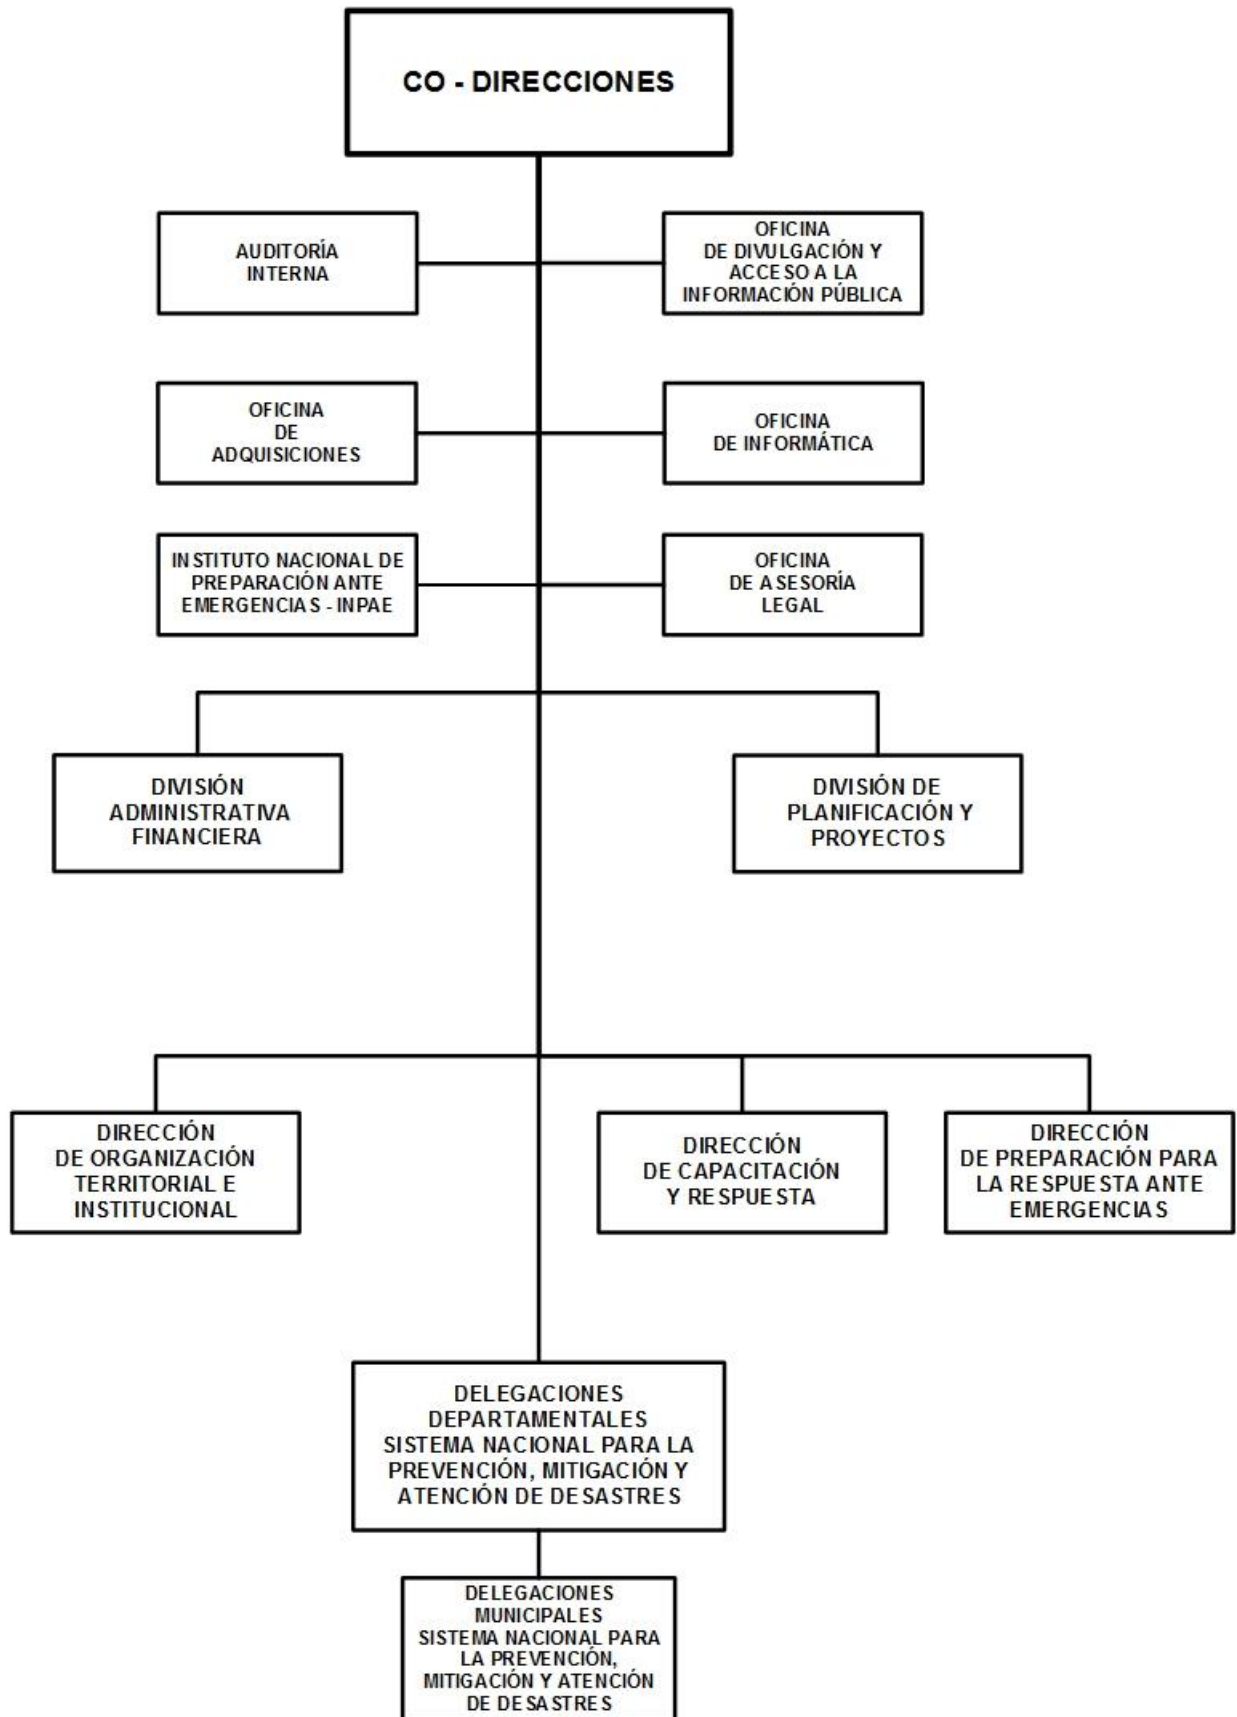 CO - DIRECCIONES
AUDITORÍA
INTERNA
OFICINA
DE DIVULGACIÓN Y
ACCESO A LA
INFORMACIÓN PÚBLICA
OFICINA
DE
ADQUISICIONES
OFICINA
DE INFORMÁTICA
INSTITUTO NACIONAL DE
PREPARACIÓN ANTE
EMERGENCIAS - INPAE
OFICINA
DE ASESORÍA
LEGAL
DIVISIÓN
ADMINISTRATIVA
FINANCIERA
DIVISIÓN DE
PLANIFICACIÓN Y
PROYECTOS
DIRECCIÓN
DE ORGANIZACIÓN
TERRITORIAL E
INSTITUCIONAL
DIRECCIÓN
DE CAPACITACIÓN
Y RESPUESTA
DIRECCIÓN
DE PREPARACIÓN PARA
LA RESPUESTA ANTE
EMERGENCIAS
DELEGACIONES
DEPARTAMENTALES
SISTEMA NACIONAL PARA LA
PREVENCIÓN, MITIGACIÓN Y
ATENCIÓN DE DESASTRES
DELEGACIONES
MUNICIPALES
SISTEMA NACIONAL PARA
LA PREVENCIÓN,
MITIGACIÓN Y ATENCIÓN
DE DESASTRES